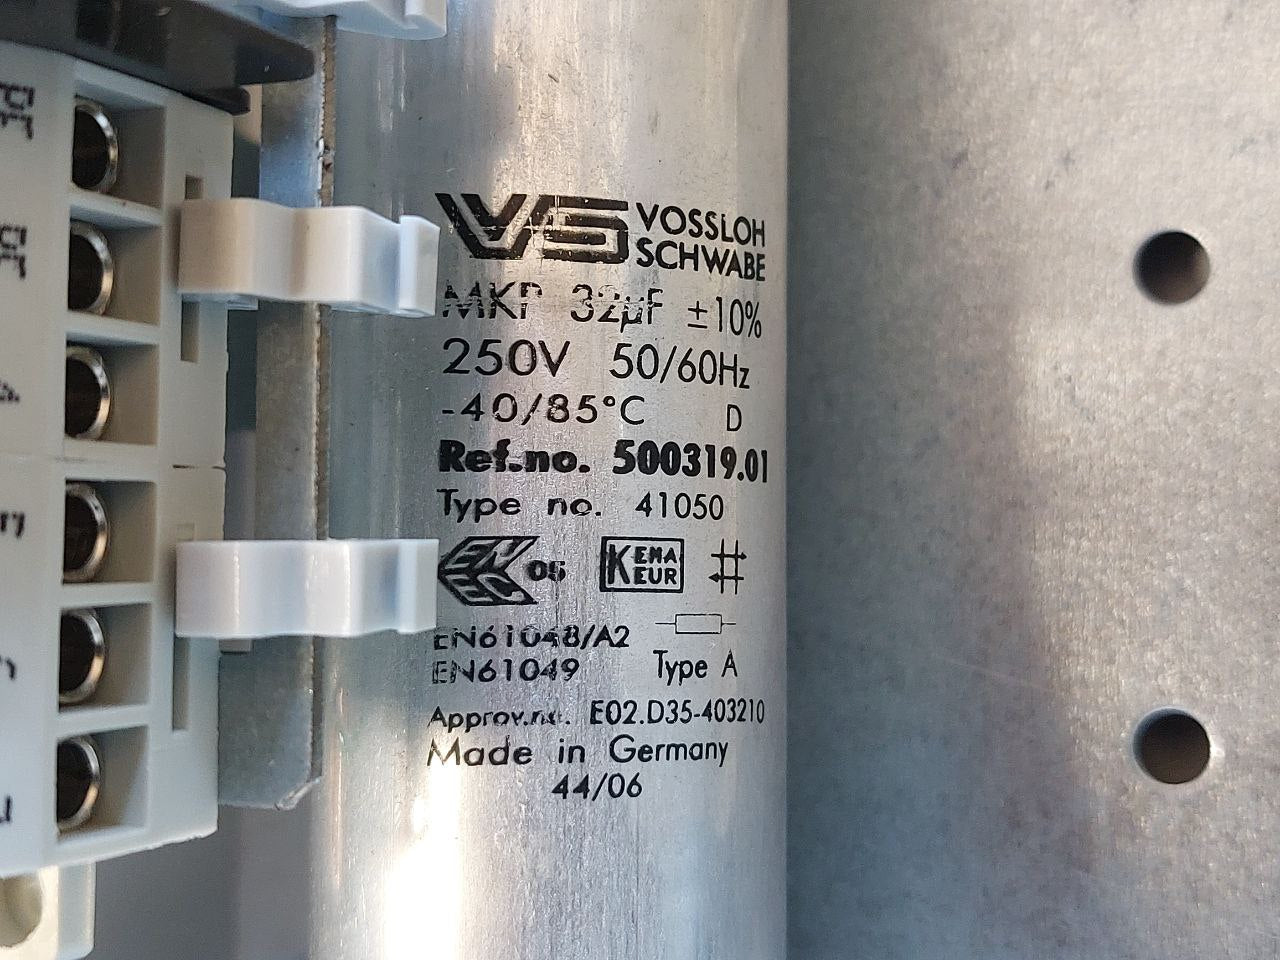 VS VOSSLOH
SCHWABE
MKP 32µF ±10%
250V 50/60Hz
-40/85°C D
Ref.no. 500319.01
Type no. 41050
ENEC 05 KEMA EUR
EN61048/A2
EN61049 Type A
Approv.no. E02.D35-403210
Made in Germany
44/06